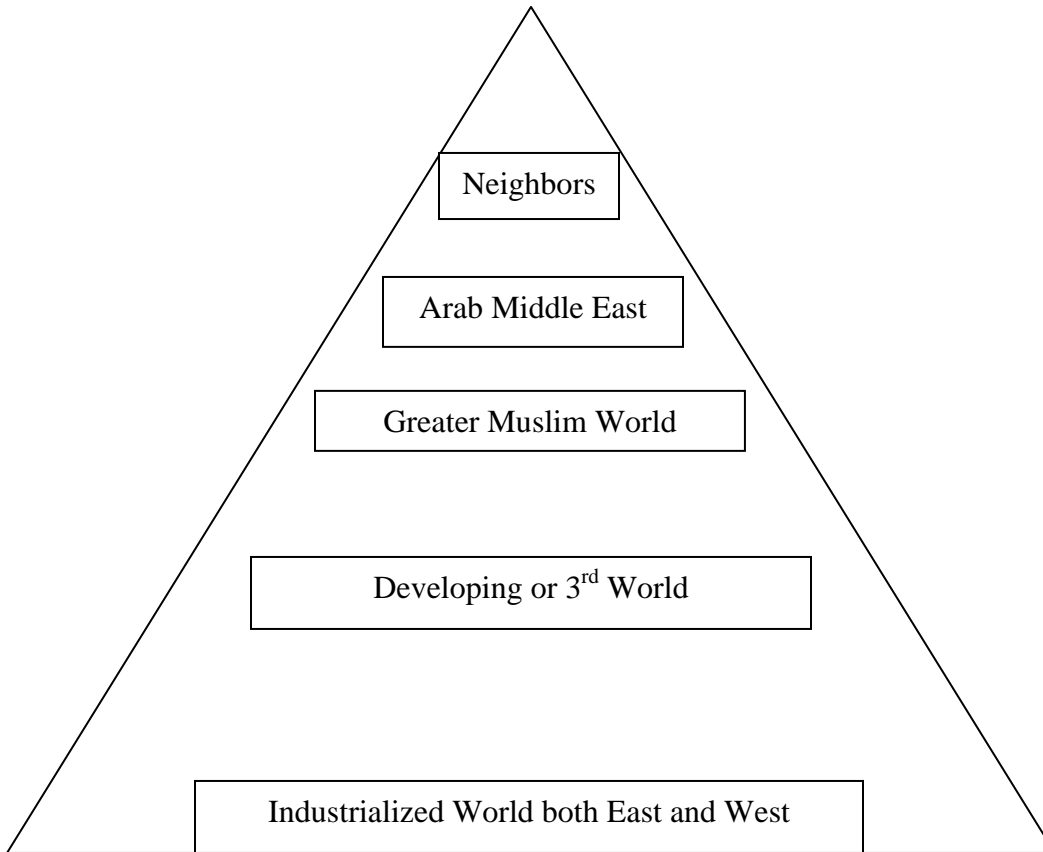 Neighbors
Arab Middle East
Greater Muslim World
Developing or 3rd World
Industrialized World both East and West